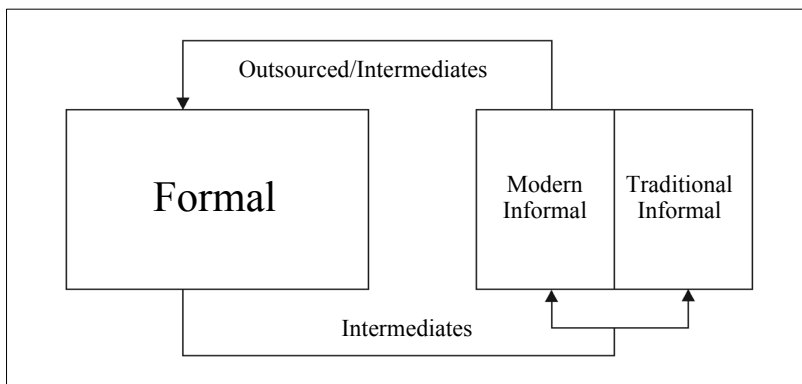 Outsourced/Intermediates
Formal
Modern
Informal
Traditional
Informal
Intermediates